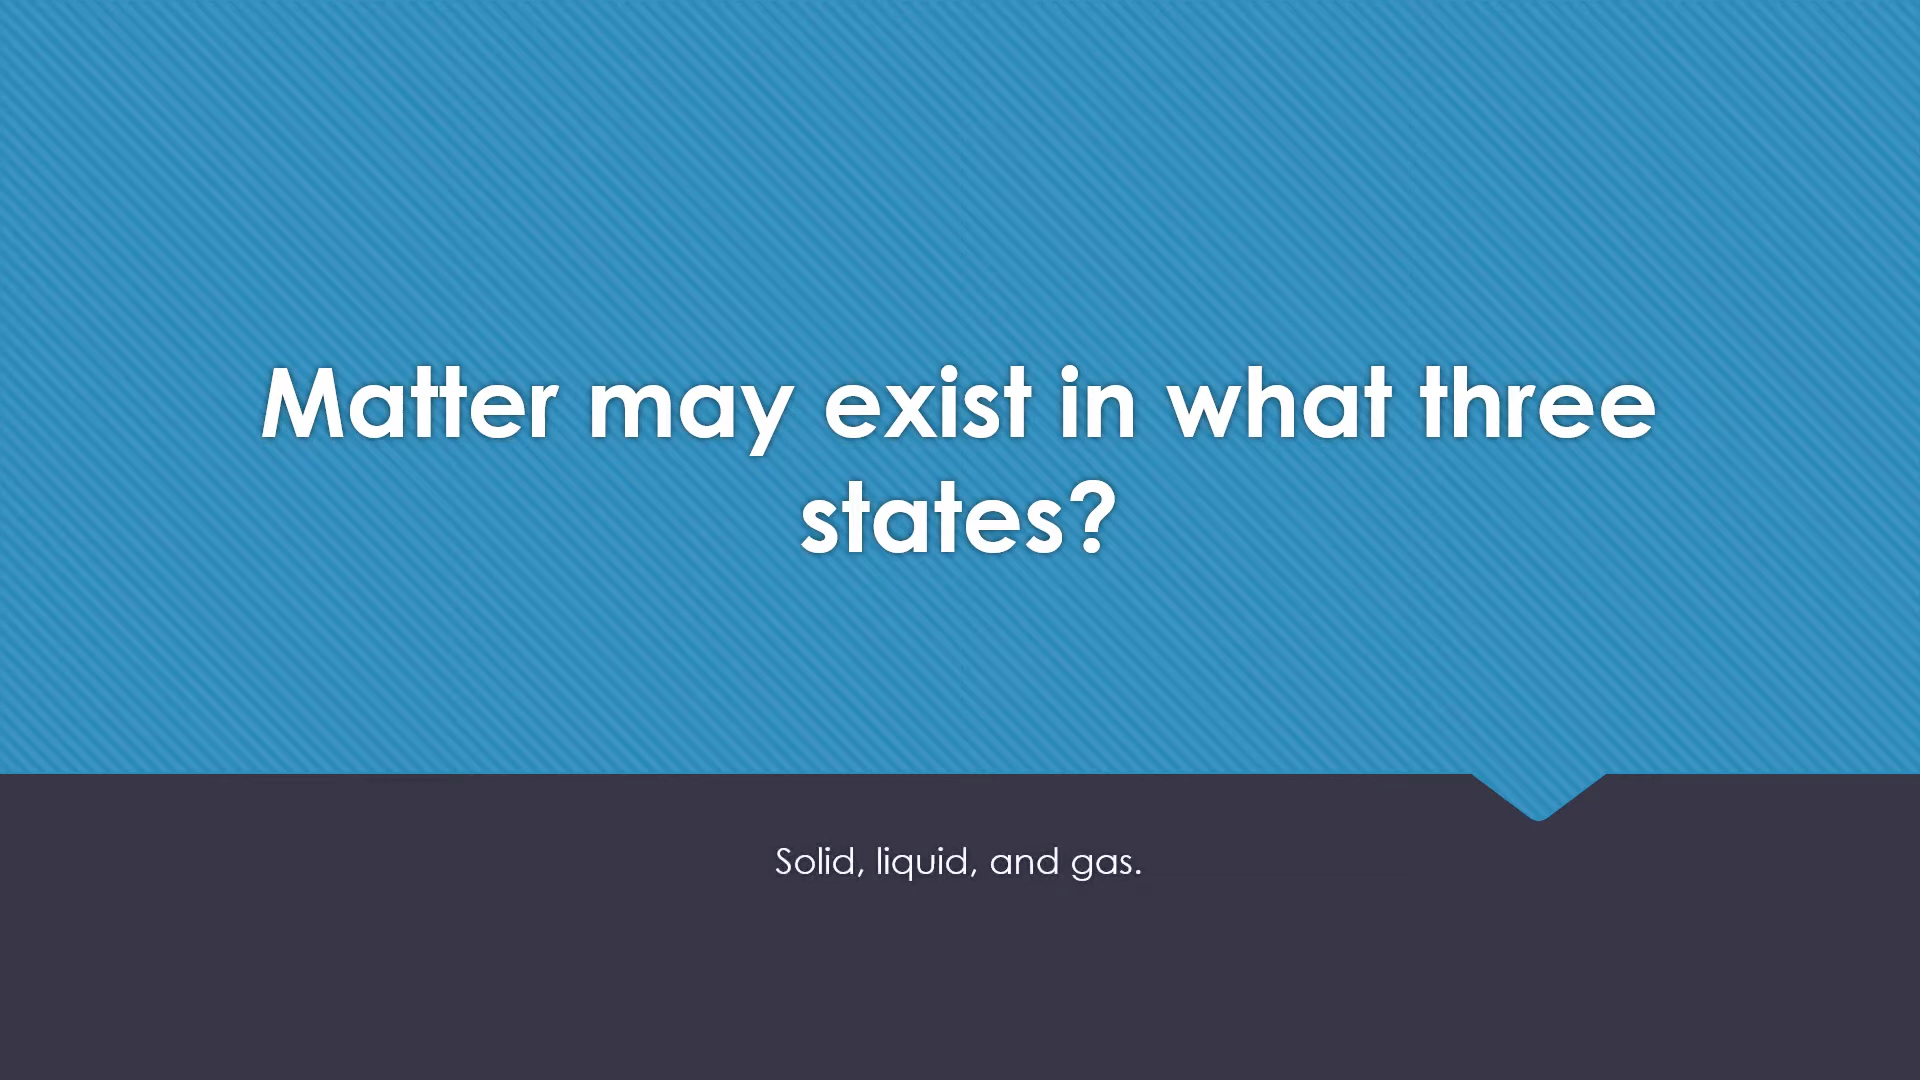 Matter may exist in what three
states?
Solid, liquid, and gas.